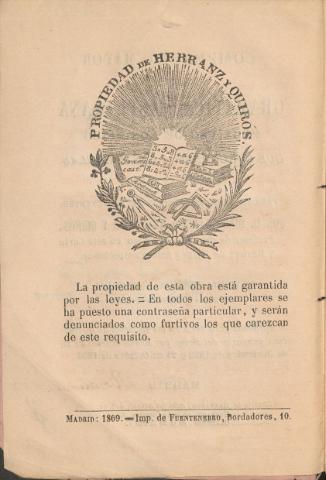 PROPIEDAD DE HERRANZ Y QUIROS.
La propiedad de esta obra está garantida
por las leyes. = En todos los ejemplares se
ha puesto una contraseña particular, y serán
denunciados como furtivos los que carezcan
de este requisito.
MADRID: 1869.—Imp. de FUENTENEBRO, Bordadores, 10.